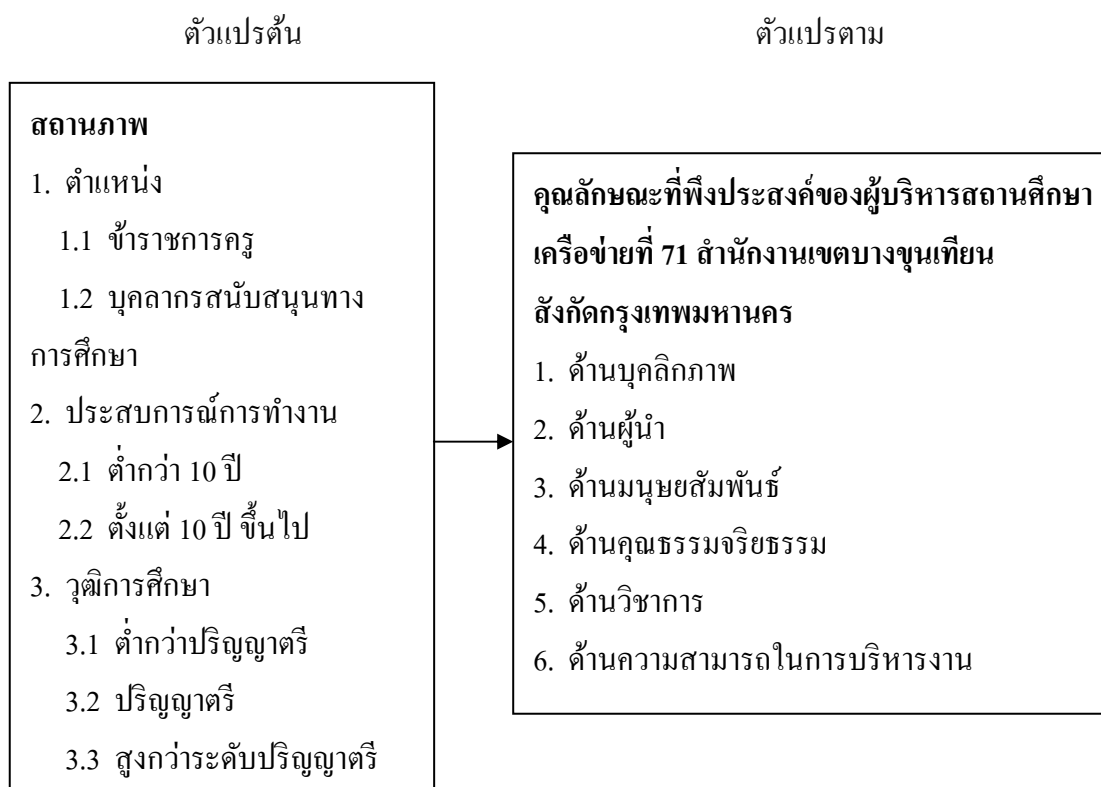 ตัวแปรต้น
ตัวแปรตาม
สถานภาพ
1. ตำแหน่ง
1.1 ข้าราชการครู
1.2 บุคลากรสนับสนุนทาง
การศึกษา
2. ประสบการณ์การทำงาน
2.1 ต่ำกว่า 10 ปี
2.2 ตั้งแต่ 10 ปี ขึ้นไป
3. วุฒิการศึกษา
3.1 ต่ำกว่าปริญญาตรี
3.2 ปริญญาตรี
3.3 สูงกว่าระดับปริญญาตรี
คุณลักษณะที่พึงประสงค์ของผู้บริหารสถานศึกษา
เครือข่ายที่ 71 สำนักงานเขตบางขุนเทียน
สังกัดกรุงเทพมหานคร
1. ด้านบุคลิกภาพ
2. ด้านผู้นำ
3. ด้านมนุษยสัมพันธ์
4. ด้านคุณธรรมจริยธรรม
5. ด้านวิชาการ
6. ด้านความสามารถในการบริหารงาน